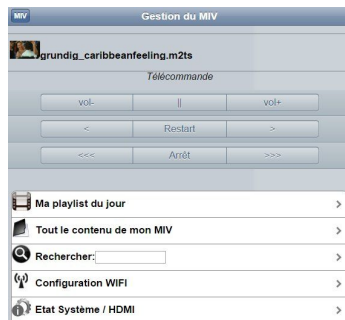 MIV Gestion du MIV
grundig_caribbeanfeeling.m2ts
Télécommande
vol- || vol+
< Restart >
<<< Arrêt >>>
Ma playlist du jour >
Tout le contenu de mon MIV >
Rechercher: >
Configuration WIFI >
Etat Système / HDMI >